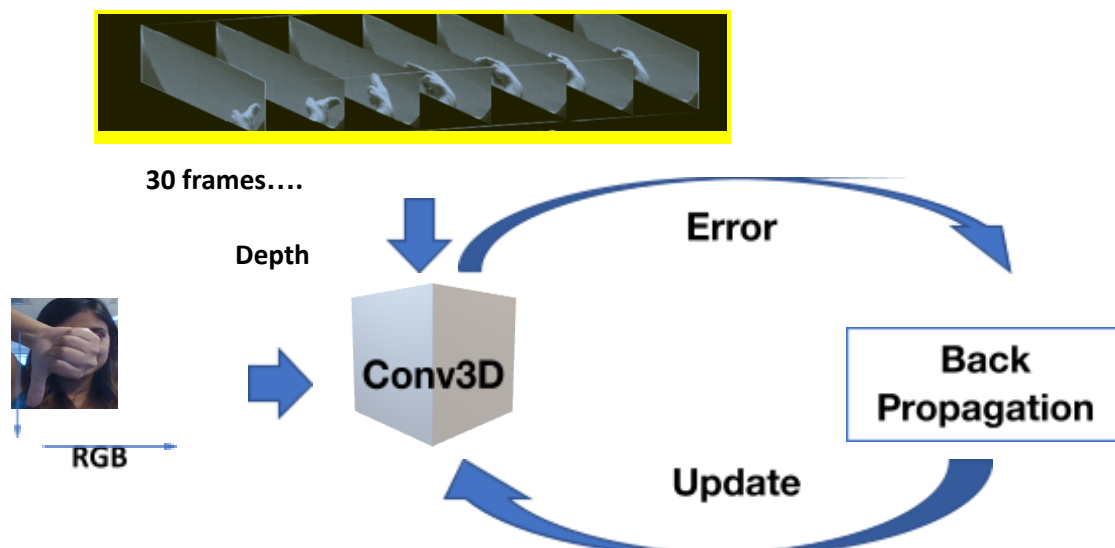 30 frames....
Depth
Error
RGB
Conv3D
Back
Propagation
Update